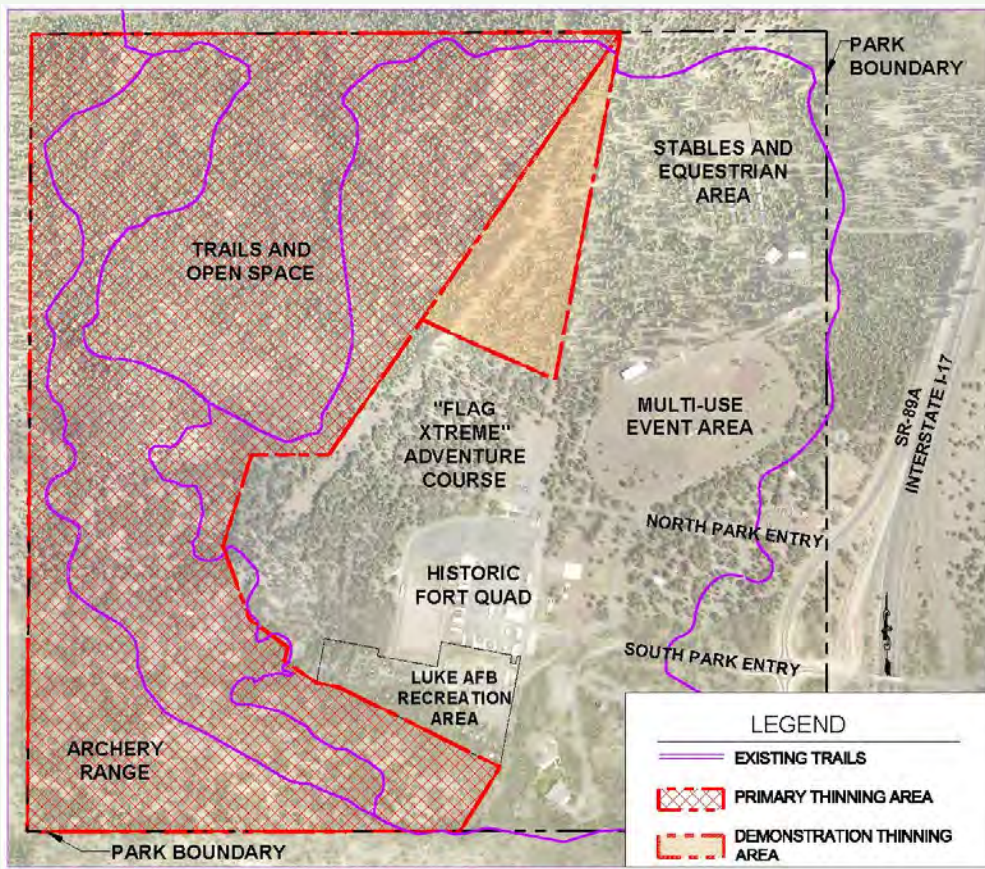 PARK
BOUNDARY
STABLES AND
EQUESTRIAN
AREA
TRAILS AND
OPEN SPACE
"FLAG
XTREME"
ADVENTURE
COURSE
MULTI-USE
EVENT AREA
SR-89A
INTERSTATE I-17
NORTH PARK ENTRY
HISTORIC
FORT QUAD
SOUTH PARK ENTRY
LUKE AFB
RECREATION
AREA
ARCHERY
RANGE
PARK BOUNDARY
LEGEND
EXISTING TRAILS
PRIMARY THINNING AREA
DEMONSTRATION THINNING
AREA